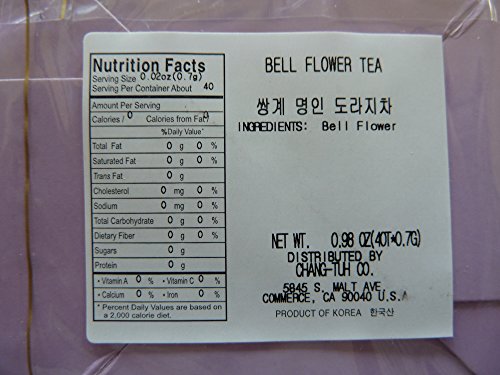 Nutrition Facts
Serving Size 0.02oz(0.7g)
Serving Per Container About 40
Amount Per Serving
Calories / 0 Calories from Fat 0
%Daily Value*
Total Fat 0 g 0 %
Saturated Fat 0 g 0 %
Trans Fat 0 g
Cholesterol 0 mg 0 %
Sodium 0 mg 0 %
Total Carbohydrate 0 g 0 %
Dietary Fiber 0 g 0 %
Sugars 0 g
Protein 0 g
• Vitamin A 0 % • Vitamin C 0 % •
• Calcium 0 % • Iron 0 %
* Percent Daily Values are based on
a 2,000 calorie diet.
BELL FLOWER TEA
쌍계 명인 도라지차
INGREDIENTS: Bell Flower
NET WT. 0.98 OZ(40T*0.7G)
DISTRIBUTED BY
CHANG-TUH CO.
5845 S. MALT AVE
COMMERCE, CA 90040 U.S.A
PRODUCT OF KOREA 한국산